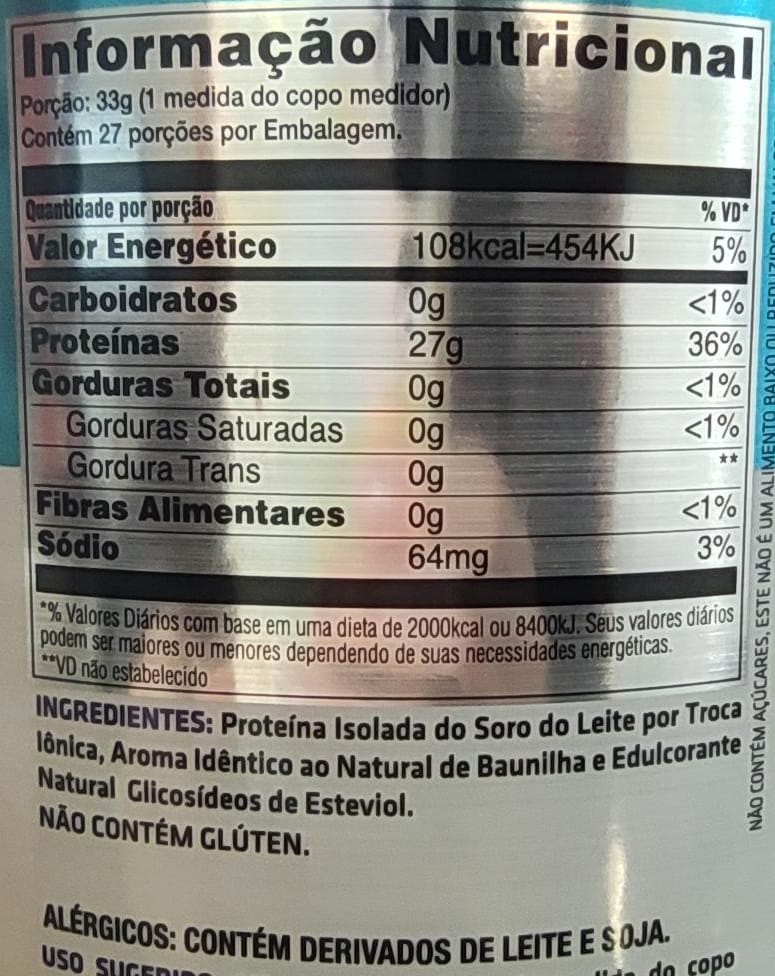 Informação Nutricional
Porção: 33g (1 medida do copo medidor)
Contém 27 porções por Embalagem.
Quantidade por porção % VD*
Valor Energético 108kcal=454KJ 5%
Carboidratos 0g <1%
Proteínas 27g 36%
Gorduras Totais 0g <1%
Gorduras Saturadas 0g <1%
Gordura Trans 0g **
Fibras Alimentares 0g <1%
Sódio 64mg 3%
*% Valores Diários com base em uma dieta de 2000kcal ou 8400kJ. Seus valores diários
podem ser maiores ou menores dependendo de suas necessidades energéticas.
**VD não estabelecido
INGREDIENTES: Proteína Isolada do Soro do Leite por Troca
Iônica, Aroma Idêntico ao Natural de Baunilha e Edulcorante
Natural Glicosídeos de Esteviol.
NÃO CONTÉM GLÚTEN.
ALÉRGICOS: CONTÉM DERIVADOS DE LEITE E SOJA.
USO
do copo
NÃO CONTÉM AÇÚCARES, ESTE NÃO É UM ALIMENTO BAIXO OU REDUZIDO